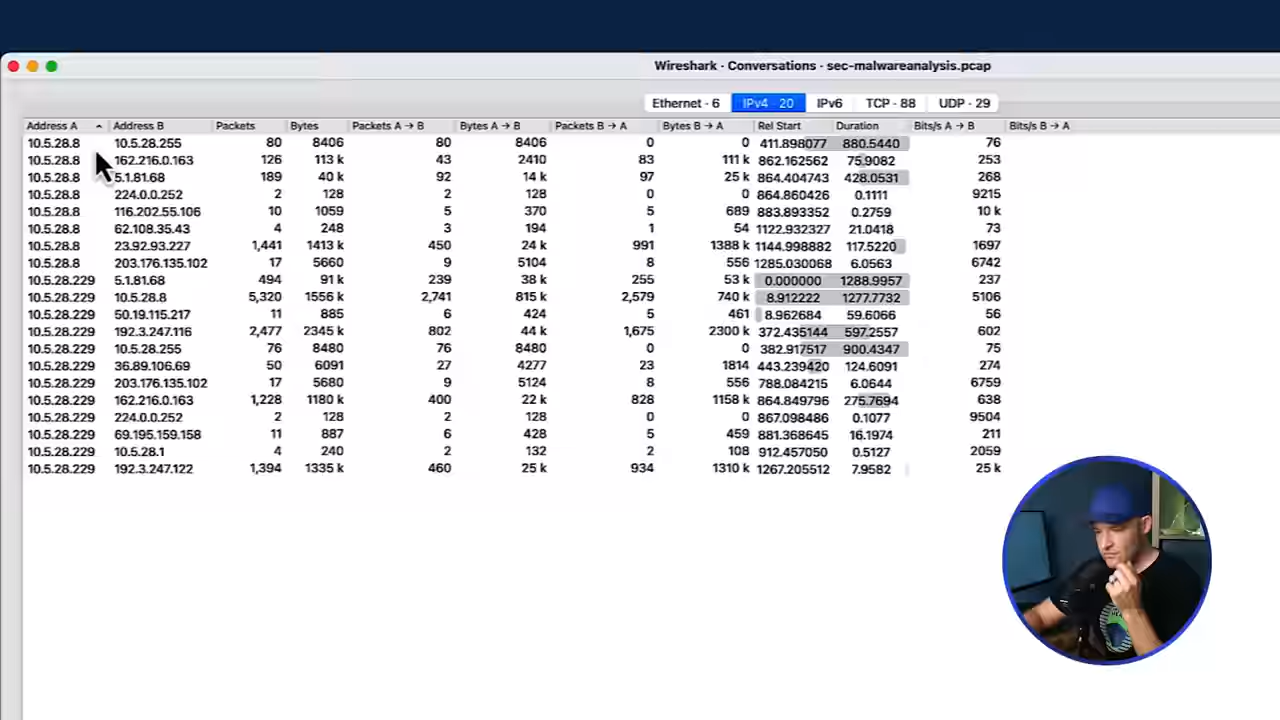 Wireshark · Conversations · sec-malwareanalysis.pcap
Ethernet · 6 IPv4 · 20 IPv6 TCP · 88 UDP · 29
Address A Address B Packets Bytes Packets A → B Bytes A → B Packets B → A Bytes B → A Rel Start Duration Bits/s A → B Bits/s B → A
10.5.28.8 10.5.28.255 80 8406 80 8406 0 0 411.898077 880.5440 76
10.5.28.8 162.216.0.163 126 113 k 43 2410 83 111 k 862.162562 75.9082 253
10.5.28.8 5.1.81.68 189 40 k 92 14 k 97 25 k 864.404743 428.0531 268
10.5.28.8 224.0.0.252 2 128 2 128 0 0 864.860426 0.1111 9215
10.5.28.8 116.202.55.106 10 1059 5 370 5 689 883.893352 0.2759 10 k
10.5.28.8 62.108.35.43 4 248 3 194 1 54 1122.932327 21.0418 73
10.5.28.8 23.92.93.227 1,441 1413 k 450 24 k 991 1388 k 1144.998882 117.5220 1697
10.5.28.8 203.176.135.102 17 5660 9 5104 8 556 1285.030068 6.0563 6742
10.5.28.229 5.1.81.68 494 91 k 239 38 k 255 53 k 0.000000 1288.9957 237
10.5.28.229 10.5.28.8 5,320 1556 k 2,741 815 k 2,579 740 k 8.912222 1277.7732 5106
10.5.28.229 50.19.115.217 11 885 6 424 5 461 8.962684 59.6066 56
10.5.28.229 192.3.247.116 2,477 2345 k 802 44 k 1,675 2300 k 372.435144 597.2557 602
10.5.28.229 10.5.28.255 76 8480 76 8480 0 0 382.917517 900.4347 75
10.5.28.229 36.89.106.69 50 6091 27 4277 23 1814 443.239420 124.6091 274
10.5.28.229 203.176.135.102 17 5680 9 5124 8 556 788.084215 6.0644 6759
10.5.28.229 162.216.0.163 1,228 1180 k 400 22 k 828 1158 k 864.849796 275.7694 638
10.5.28.229 224.0.0.252 2 128 2 128 0 0 867.098486 0.1077 9504
10.5.28.229 69.195.159.158 11 887 6 428 5 459 881.368645 16.1974 211
10.5.28.229 10.5.28.1 4 240 2 132 2 108 912.457050 0.5127 2059
10.5.28.229 192.3.247.122 1,394 1335 k 460 25 k 934 1310 k 1267.205512 7.9582 25 k